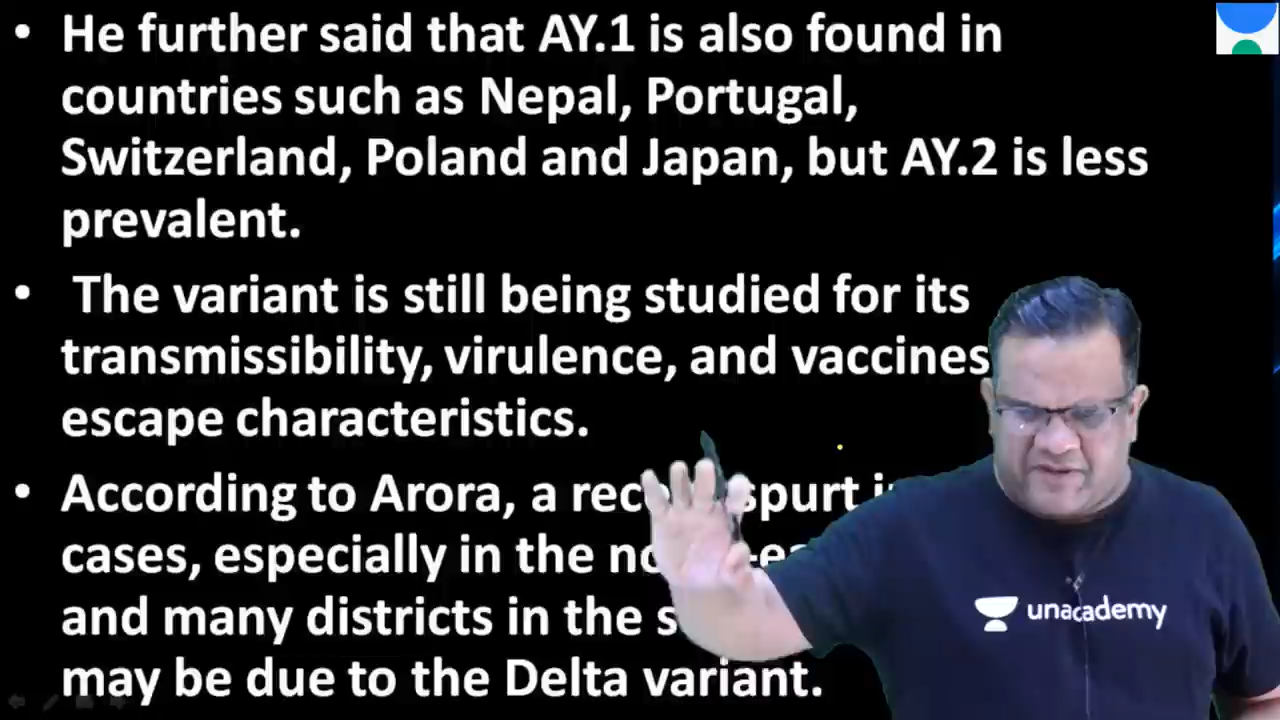 • He further said that AY.1 is also found in
countries such as Nepal, Portugal,
Switzerland, Poland and Japan, but AY.2 is less
prevalent.
• The variant is still being studied for its
transmissibility, virulence, and vaccines
escape characteristics.
• According to Arora, a spurt
cases, especially in the
and many districts in the
may be due to the Delta variant.
unacademy